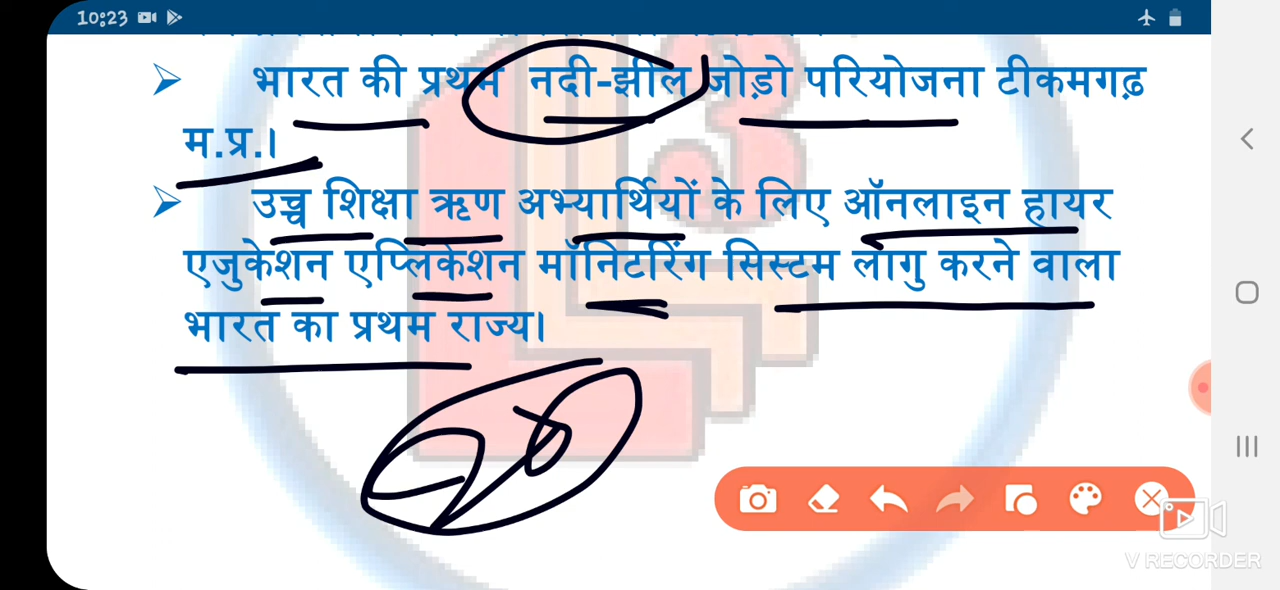 10:23
भारत की प्रथम नदी-झील जोड़ो परियोजना टीकमगढ़
म.प्र.।
उच्च शिक्षा ऋण अभ्यार्थियों के लिए ऑनलाइन हायर
एजुकेशन एप्लिकेशन मॉनिटरिंग सिस्टम लागु करने वाला
भारत का प्रथम राज्य।
V RECORDER